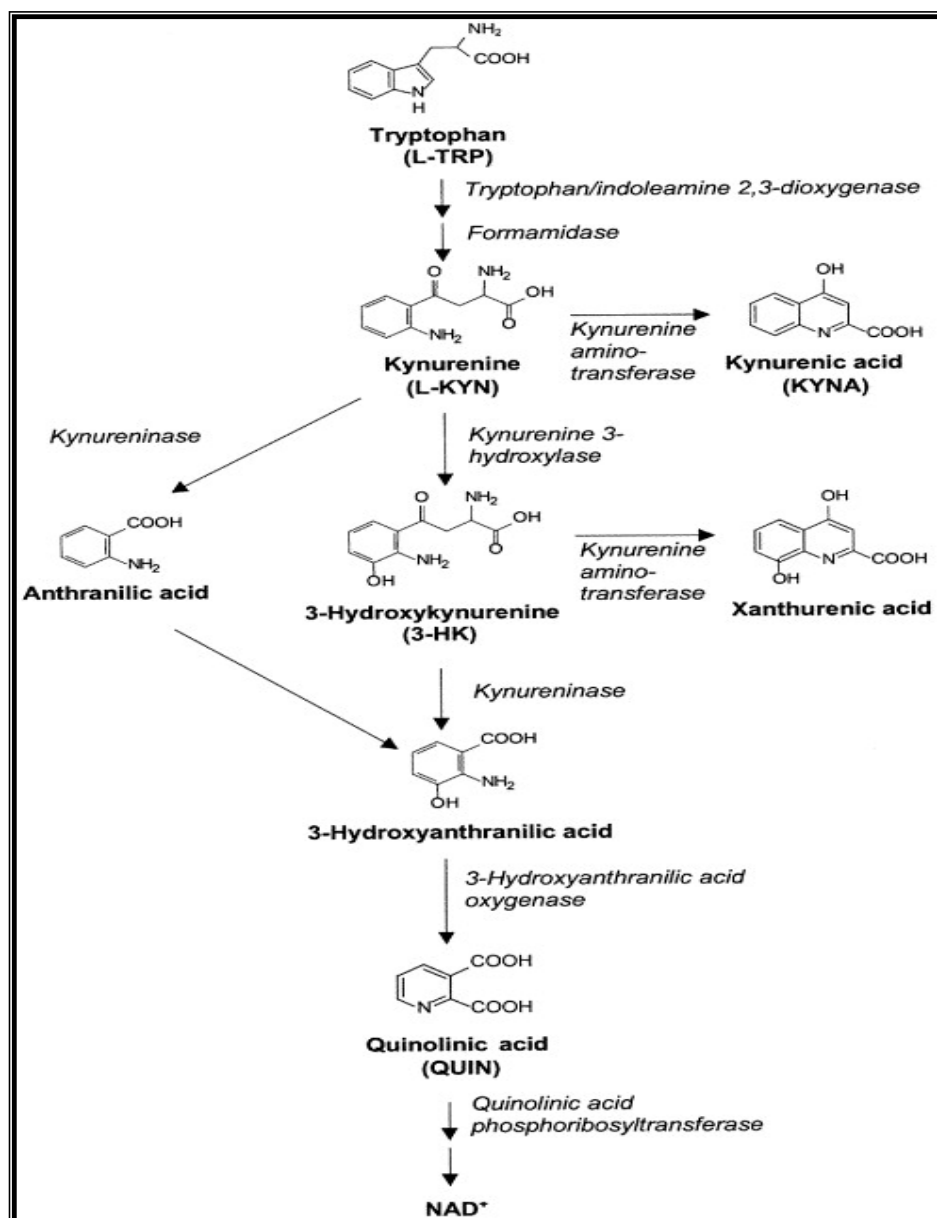 NH₂
COOH
N
H
Tryptophan
(L-TRP)
Tryptophan/indoleamine 2,3-dioxygenase
Formamidase
O NH₂
OH
O
NH₂
Kynurenine
(L-KYN)
Kynurenine
amino-
transferase
OH
N COOH
Kynurenic acid
(KYNA)
Kynureninase
Kynurenine 3-
hydroxylase
COOH
NH₂
Anthranilic acid
O NH₂
OH
O
NH₂
OH
3-Hydroxykynurenine
(3-HK)
Kynurenine
amino-
transferase
OH
N COOH
OH
Xanthurenic acid
Kynureninase
COOH
NH₂
OH
3-Hydroxyanthranilic acid
3-Hydroxyanthranilic acid
oxygenase
COOH
N COOH
Quinolinic acid
(QUIN)
Quinolinic acid
phosphoribosyltransferase
NAD⁺